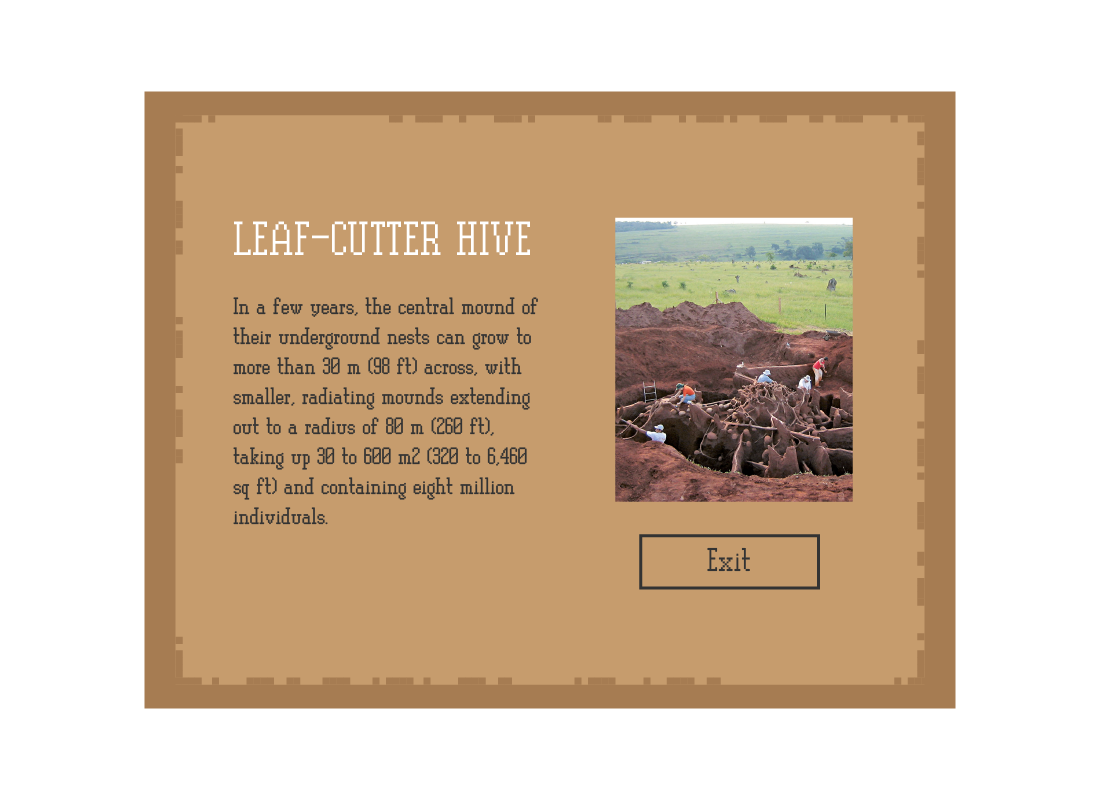 LEAF-CUTTER HIVE
In a few years, the central mound of
their underground nests can grow to
more than 30 m (98 ft) across, with
smaller, radiating mounds extending
out to a radius of 80 m (260 ft),
taking up 30 to 600 m2 (320 to 6,460
sq ft) and containing eight million
individuals.
Exit